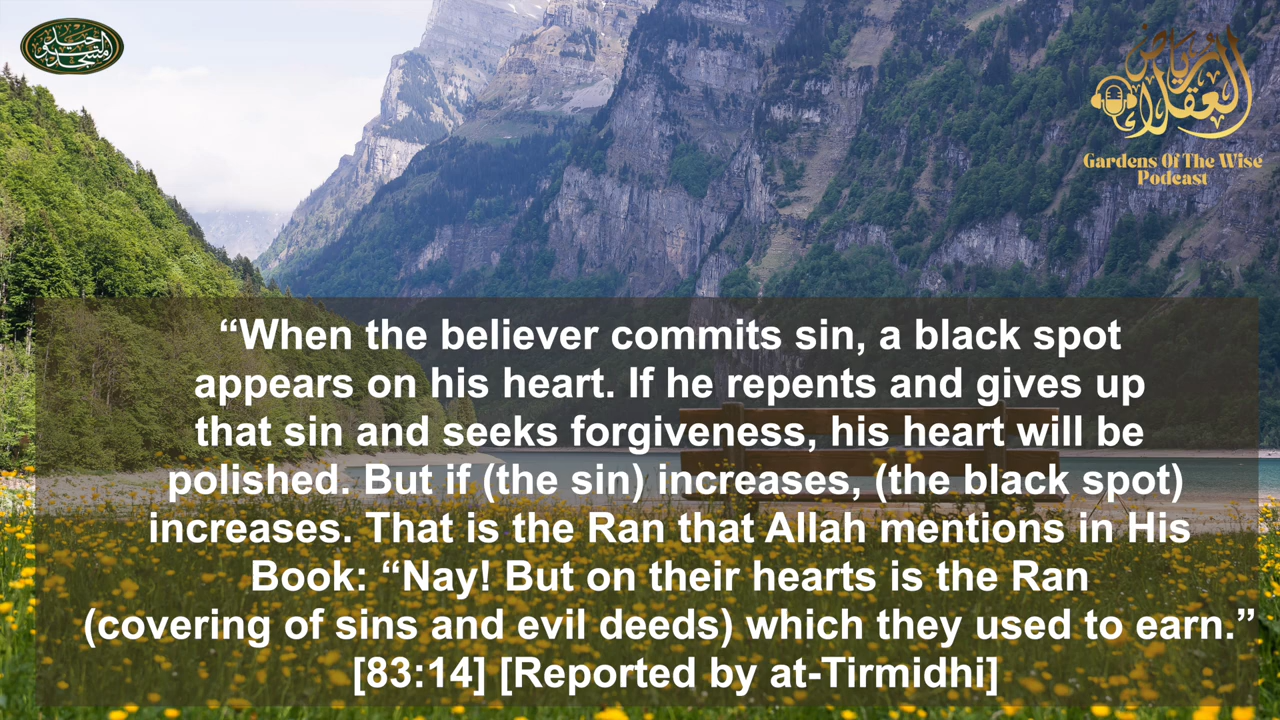 رياض
العقلاء
Gardens Of The Wise
Podcast
“When the believer commits sin, a black spot
appears on his heart. If he repents and gives up
that sin and seeks forgiveness, his heart will be
polished. But if (the sin) increases, (the black spot)
increases. That is the Ran that Allah mentions in His
Book: “Nay! But on their hearts is the Ran
(covering of sins and evil deeds) which they used to earn.”
[83:14] [Reported by at-Tirmidhi]